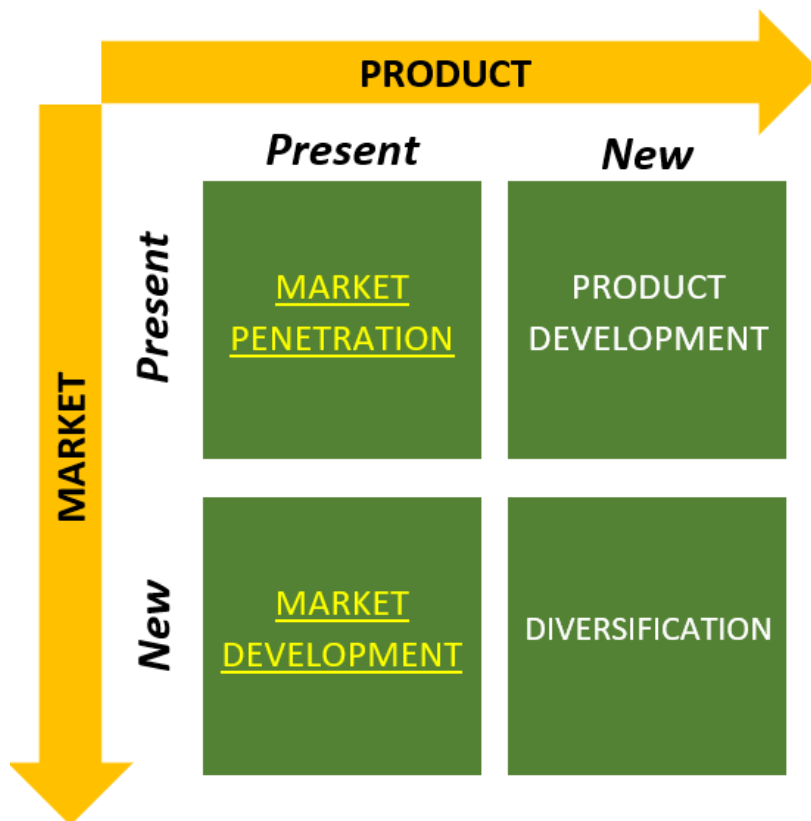 PRODUCT
Present
New
MARKET
Present
MARKET
PENETRATION
PRODUCT
DEVELOPMENT
New
MARKET
DEVELOPMENT
DIVERSIFICATION